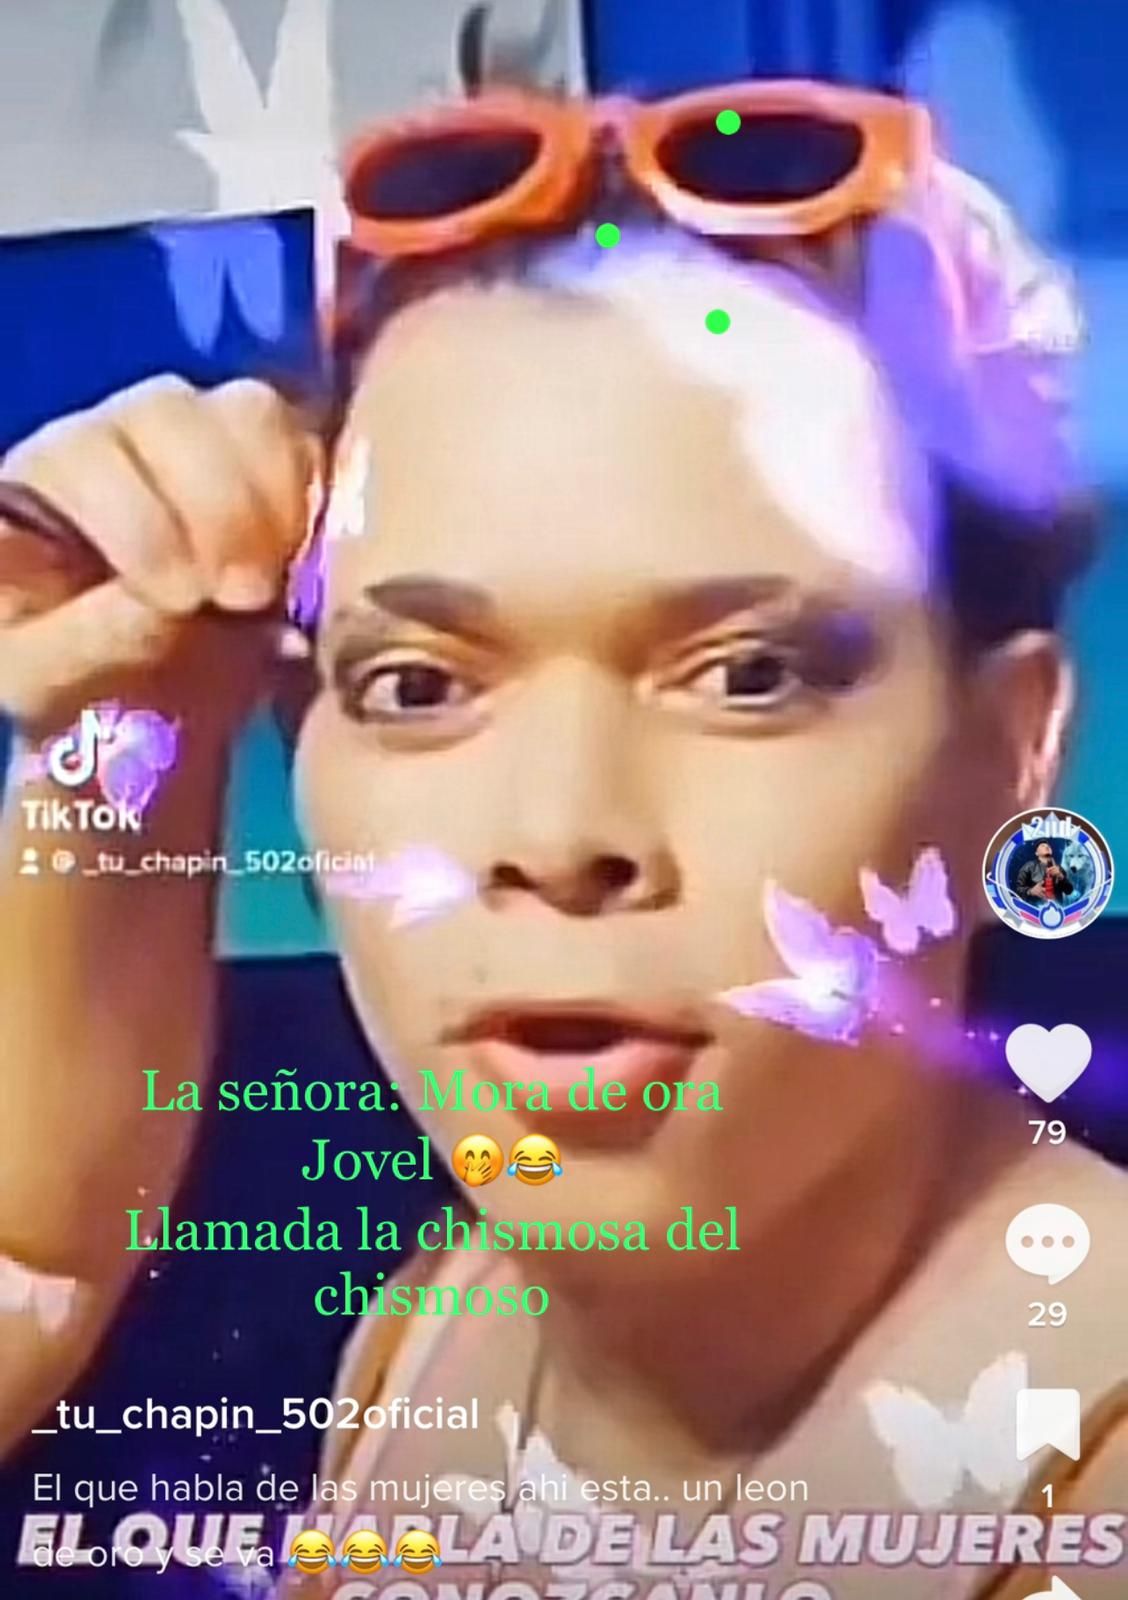 TikTok
@ _tu_chapin_502oficial
79
La señora: Mora de ora
Jovel 🤭😂
Llamada la chismosa del
chismoso
29
_tu_chapin_502oficial
El que habla de las mujeres ahi esta.. un leon
de oro y se va 😂😂😂
1
EL QUE HABLA DE LAS MUJERES
CONOZCANLO